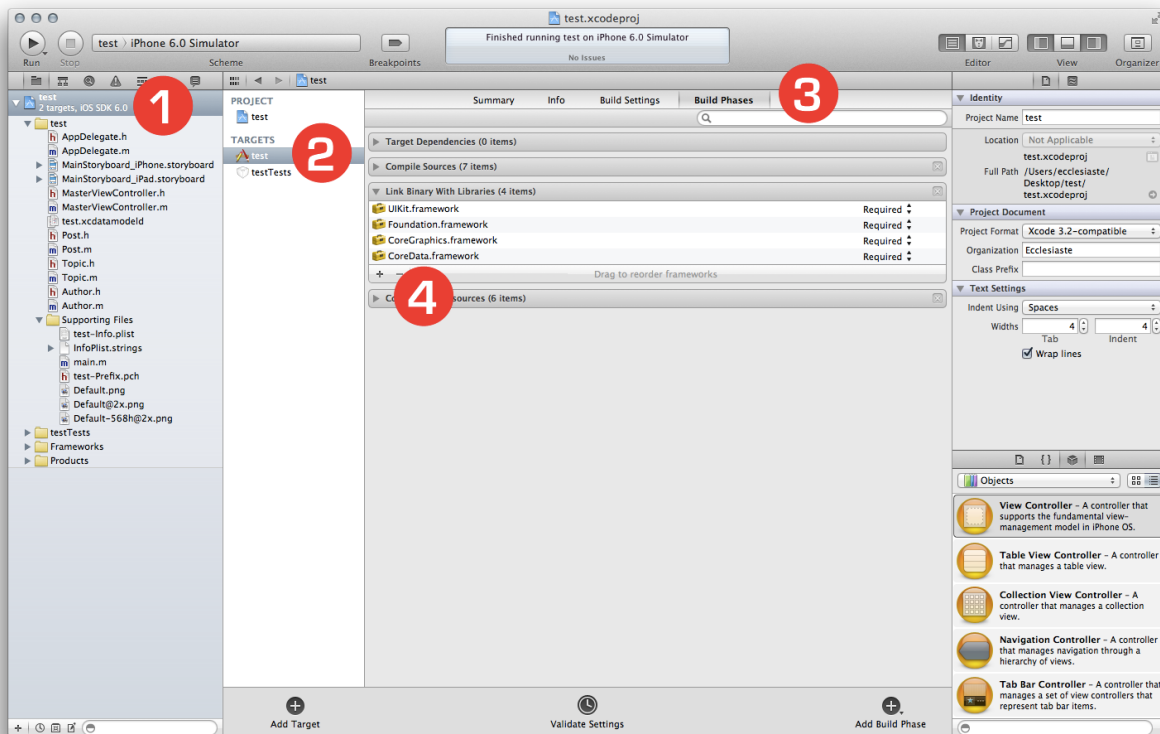 test.xcodeproj
Run
Stop
test 〉iPhone 6.0 Simulator
Scheme
Breakpoints
Finished running test on iPhone 6.0 Simulator
No Issues
Editor
View
Organizer
test
test
2 targets, iOS SDK 6.0
1
test
AppDelegate.h
AppDelegate.m
MainStoryboard_iPhone.storyboard
MainStoryboard_iPad.storyboard
MasterViewController.h
MasterViewController.m
test.xcdatamodeld
Post.h
Post.m
Topic.h
Topic.m
Author.h
Author.m
Supporting Files
test-Info.plist
InfoPlist.strings
main.m
test-Prefix.pch
Default.png
Default@2x.png
Default-568h@2x.png
testTests
Frameworks
Products
PROJECT
test
TARGETS
test
testTests
2
Summary
Info
Build Settings
Build Phases
3
Target Dependencies (0 items)
Compile Sources (7 items)
Link Binary With Libraries (4 items)
UIKit.framework
Required
Foundation.framework
Required
CoreGraphics.framework
Required
CoreData.framework
Required
+ –
Drag to reorder frameworks
4
sources (6 items)
Add Target
Validate Settings
Add Build Phase
Identity
Project Name test
Location Not Applicable
test.xcodeproj
Full Path /Users/ecclesiaste/
Desktop/test/
test.xcodeproj
Project Document
Project Format Xcode 3.2-compatible
Organization Ecclesiaste
Class Prefix
Text Settings
Indent Using Spaces
Widths 4 4
Tab Indent
Wrap lines
{ }
Objects
View Controller – A controller that
supports the fundamental view-
management model in iPhone OS.
Table View Controller – A controller
that manages a table view.
Collection View Controller – A
controller that manages a collection
view.
Navigation Controller – A controller
that manages navigation through a
hierarchy of views.
Tab Bar Controller – A controller that
manages a set of view controllers that
represent tab bar items.